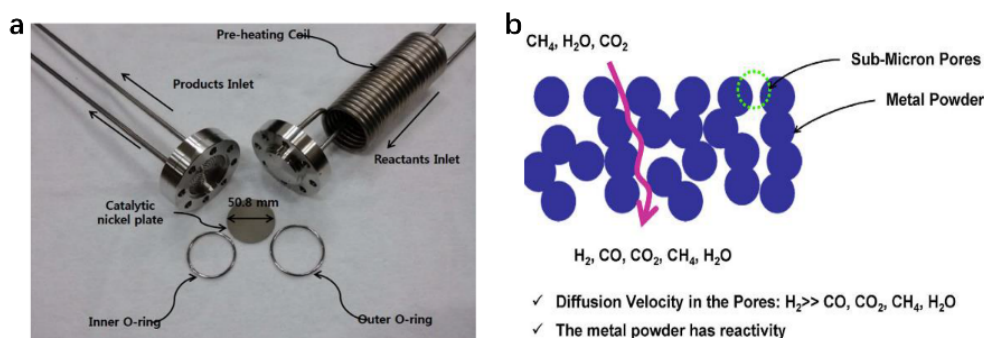 a
Pre-heating Coil
Products Inlet
Reactants Inlet
Catalytic
nickel plate
50.8 mm
Inner O-ring
Outer O-ring
b
CH₄, H₂O, CO₂
Sub-Micron Pores
Metal Powder
H₂, CO, CO₂, CH₄, H₂O
✓ Diffusion Velocity in the Pores: H₂>> CO, CO₂, CH₄, H₂O
✓ The metal powder has reactivity